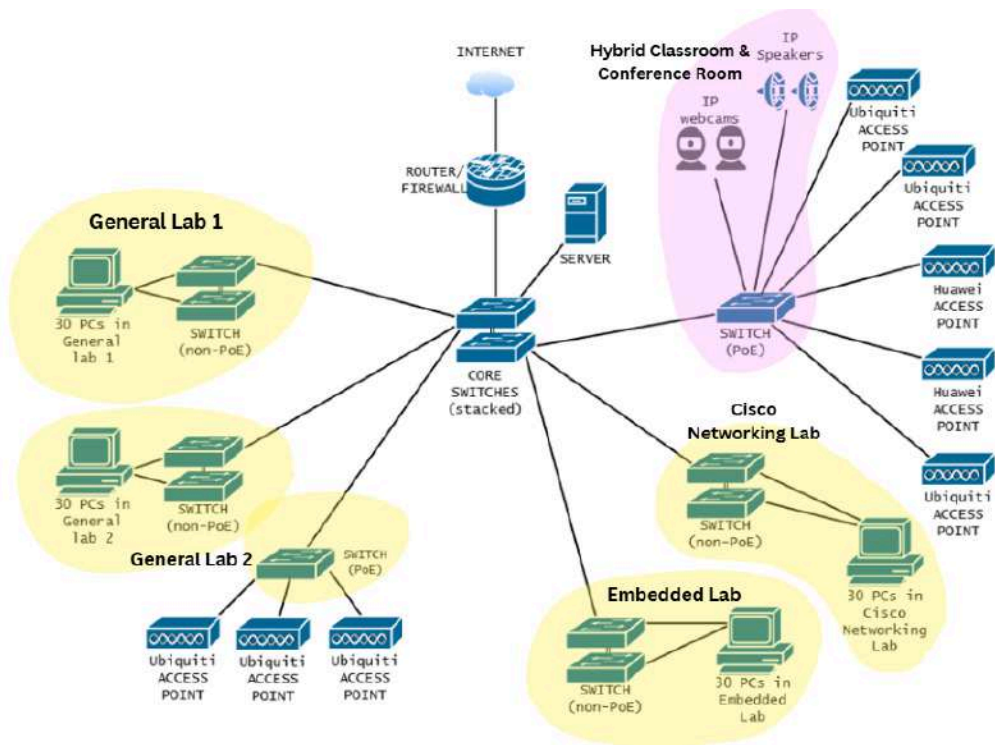 INTERNET
ROUTER/
FIREWALL
SERVER
CORE
SWITCHES
(stacked)
Hybrid Classroom &
Conference Room
IP
Speakers
IP
webcams
SWITCH
(PoE)
Ubiquiti
ACCESS
POINT
Ubiquiti
ACCESS
POINT
Huawei
ACCESS
POINT
Huawei
ACCESS
POINT
Ubiquiti
ACCESS
POINT
General Lab 1
30 PCs in
General
lab 1
SWITCH
(non-PoE)
30 PCs in
General
lab 2
SWITCH
(non-PoE)
General Lab 2
SWITCH
(PoE)
Ubiquiti
ACCESS
POINT
Ubiquiti
ACCESS
POINT
Ubiquiti
ACCESS
POINT
Cisco
Networking Lab
SWITCH
(non-PoE)
30 PCs in
Cisco
Networking
Lab
Embedded Lab
SWITCH
(non-PoE)
30 PCs in
Embedded
Lab